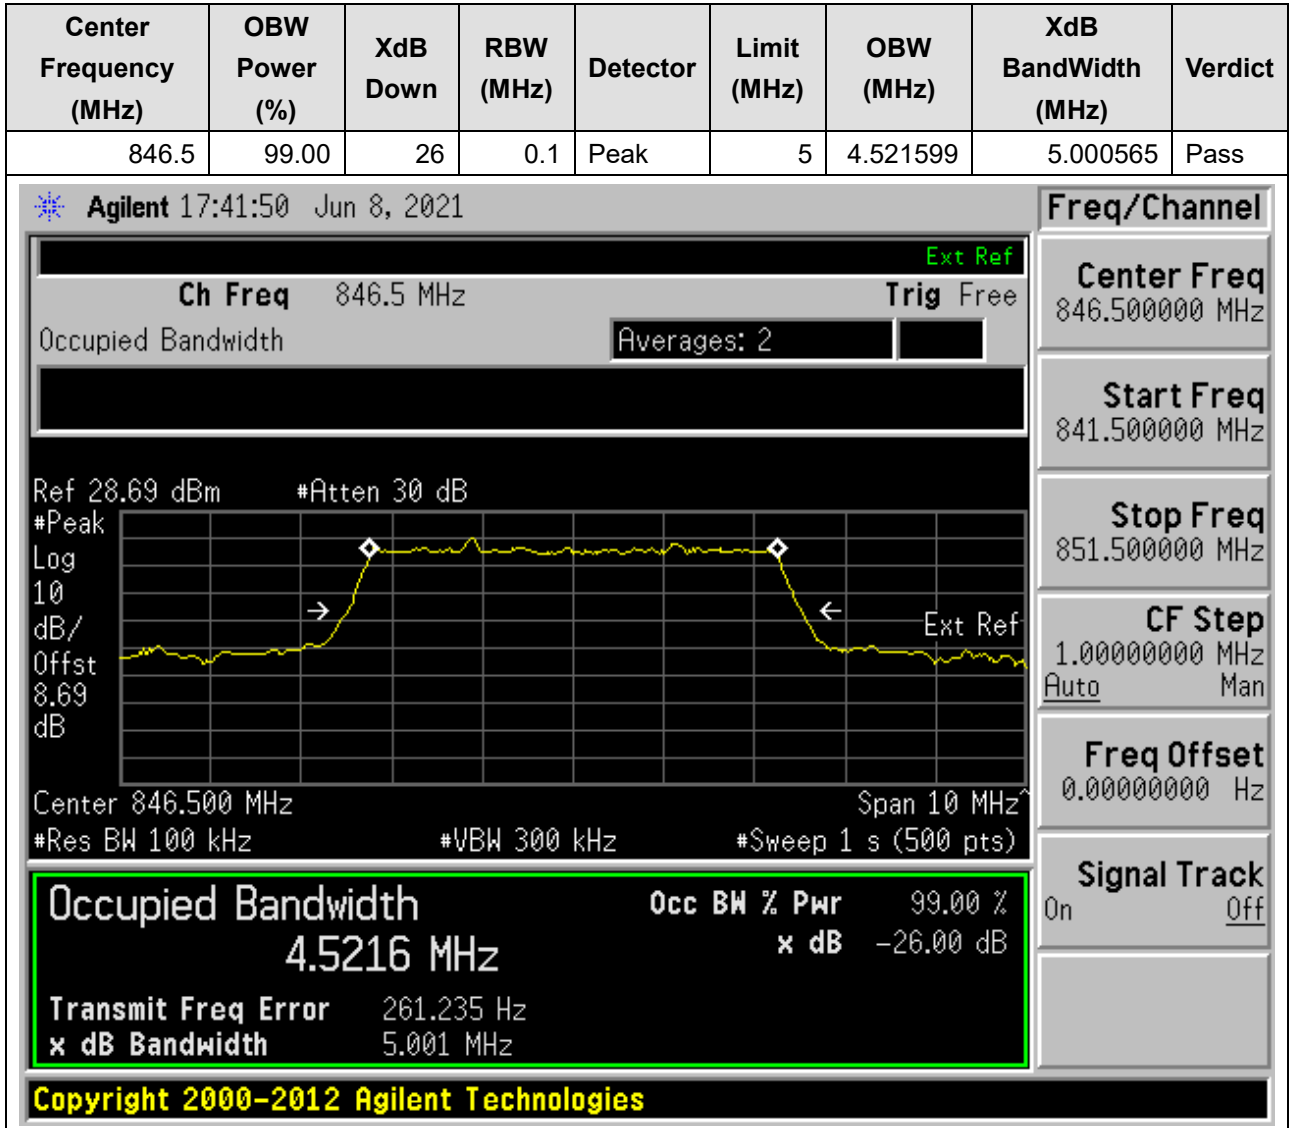 Center Frequency (MHz) OBW Power (%) XdB Down RBW (MHz) Detector Limit (MHz) OBW (MHz) XdB BandWidth (MHz) Verdict
846.5 99.00 26 0.1 Peak 5 4.521599 5.000565 Pass
Agilent 17:41:50 Jun 8, 2021
Ext Ref
Ch Freq 846.5 MHz Trig Free
Occupied Bandwidth Averages: 2
Ref 28.69 dBm #Atten 30 dB
#Peak
Log
10
dB/
Offst
8.69
dB
Ext Ref
Center 846.500 MHz Span 10 MHz^
#Res BW 100 kHz #VBW 300 kHz #Sweep 1 s (500 pts)
Occupied Bandwidth
4.5216 MHz
Occ BW % Pwr 99.00 %
x dB -26.00 dB
Transmit Freq Error 261.235 Hz
x dB Bandwidth 5.001 MHz
Copyright 2000-2012 Agilent Technologies
Freq/Channel
Center Freq
846.500000 MHz
Start Freq
841.500000 MHz
Stop Freq
851.500000 MHz
CF Step
1.00000000 MHz
Auto Man
Freq Offset
0.00000000 Hz
Signal Track
On Off